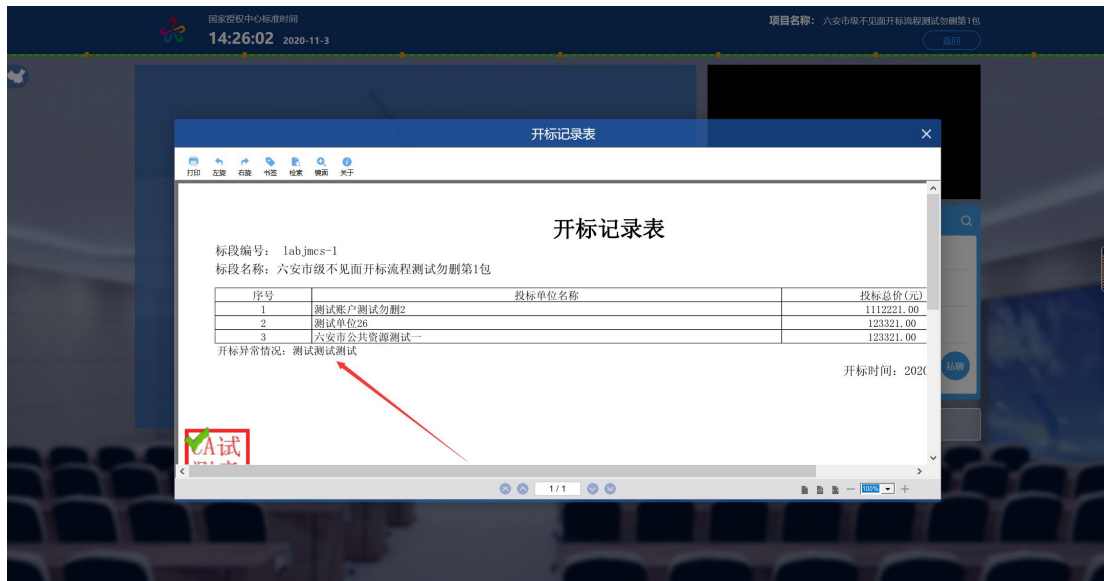 国家授权中心标准时间
14:26:02 2020-11-3
项目名称： 六安市级不见面开标流程测试勿删第1包
返回
开标记录表
打印 左旋 右旋 书签 检索 镜面 关于
开标记录表
标段编号： labjmcs-1
标段名称：六安市级不见面开标流程测试勿删第1包
序号 投标单位名称 投标总价(元)
1 测试账户测试勿删2 1112221.00
2 测试单位26 123321.00
3 六安市公共资源测试一 123321.00
开标异常情况：测试测试测试
开标时间：202
私聊
CA试
1/1 100%